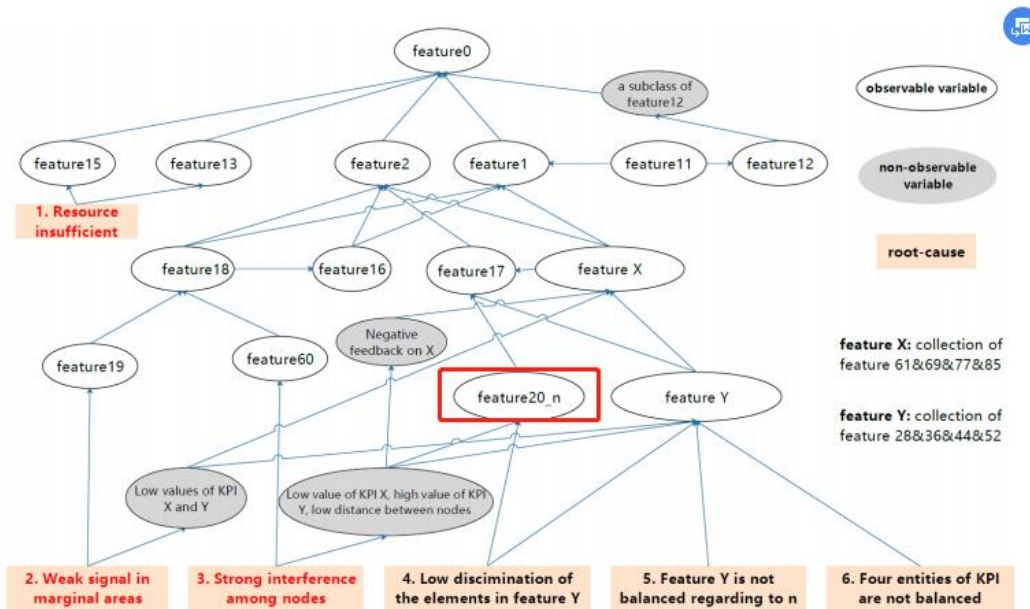 feature0
a subclass of
feature12
observable variable
feature15
feature13
feature2
feature1
feature11
feature12
non-observable
variable
1. Resource
insufficient
root-cause
feature18
feature16
feature17
feature X
Negative
feedback on X
feature19
feature60
feature X: collection of
feature 61&69&77&85
feature20_n
feature Y
feature Y: collection of
feature 28&36&44&52
Low values of KPI
X and Y
Low value of KPI X, high value of KPI
Y, low distance between nodes
2. Weak signal in
marginal areas
3. Strong interference
among nodes
4. Low discimination of
the elements in feature Y
5. Feature Y is not
balanced regarding to n
6. Four entities of KPI
are not balanced